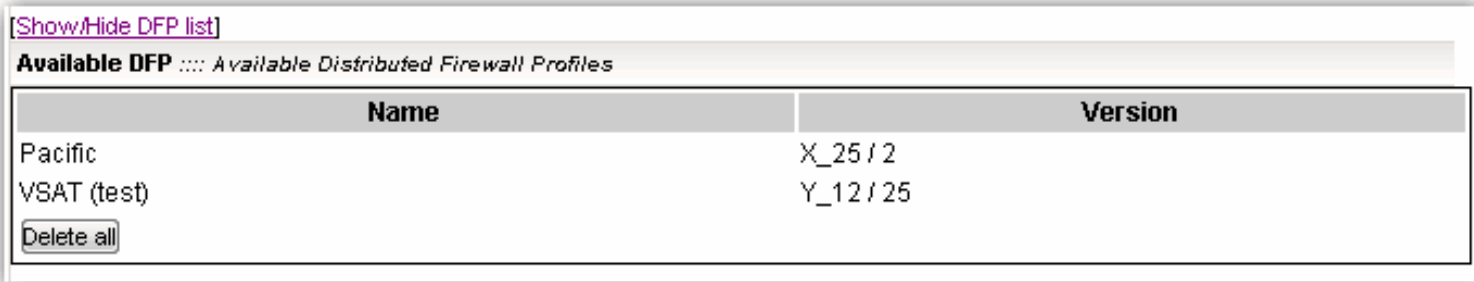 [Show/Hide DFP list]
Available DFP :::: Available Distributed Firewall Profiles
Name Version
Pacific X_25 / 2
VSAT (test) Y_12 / 25
Delete all